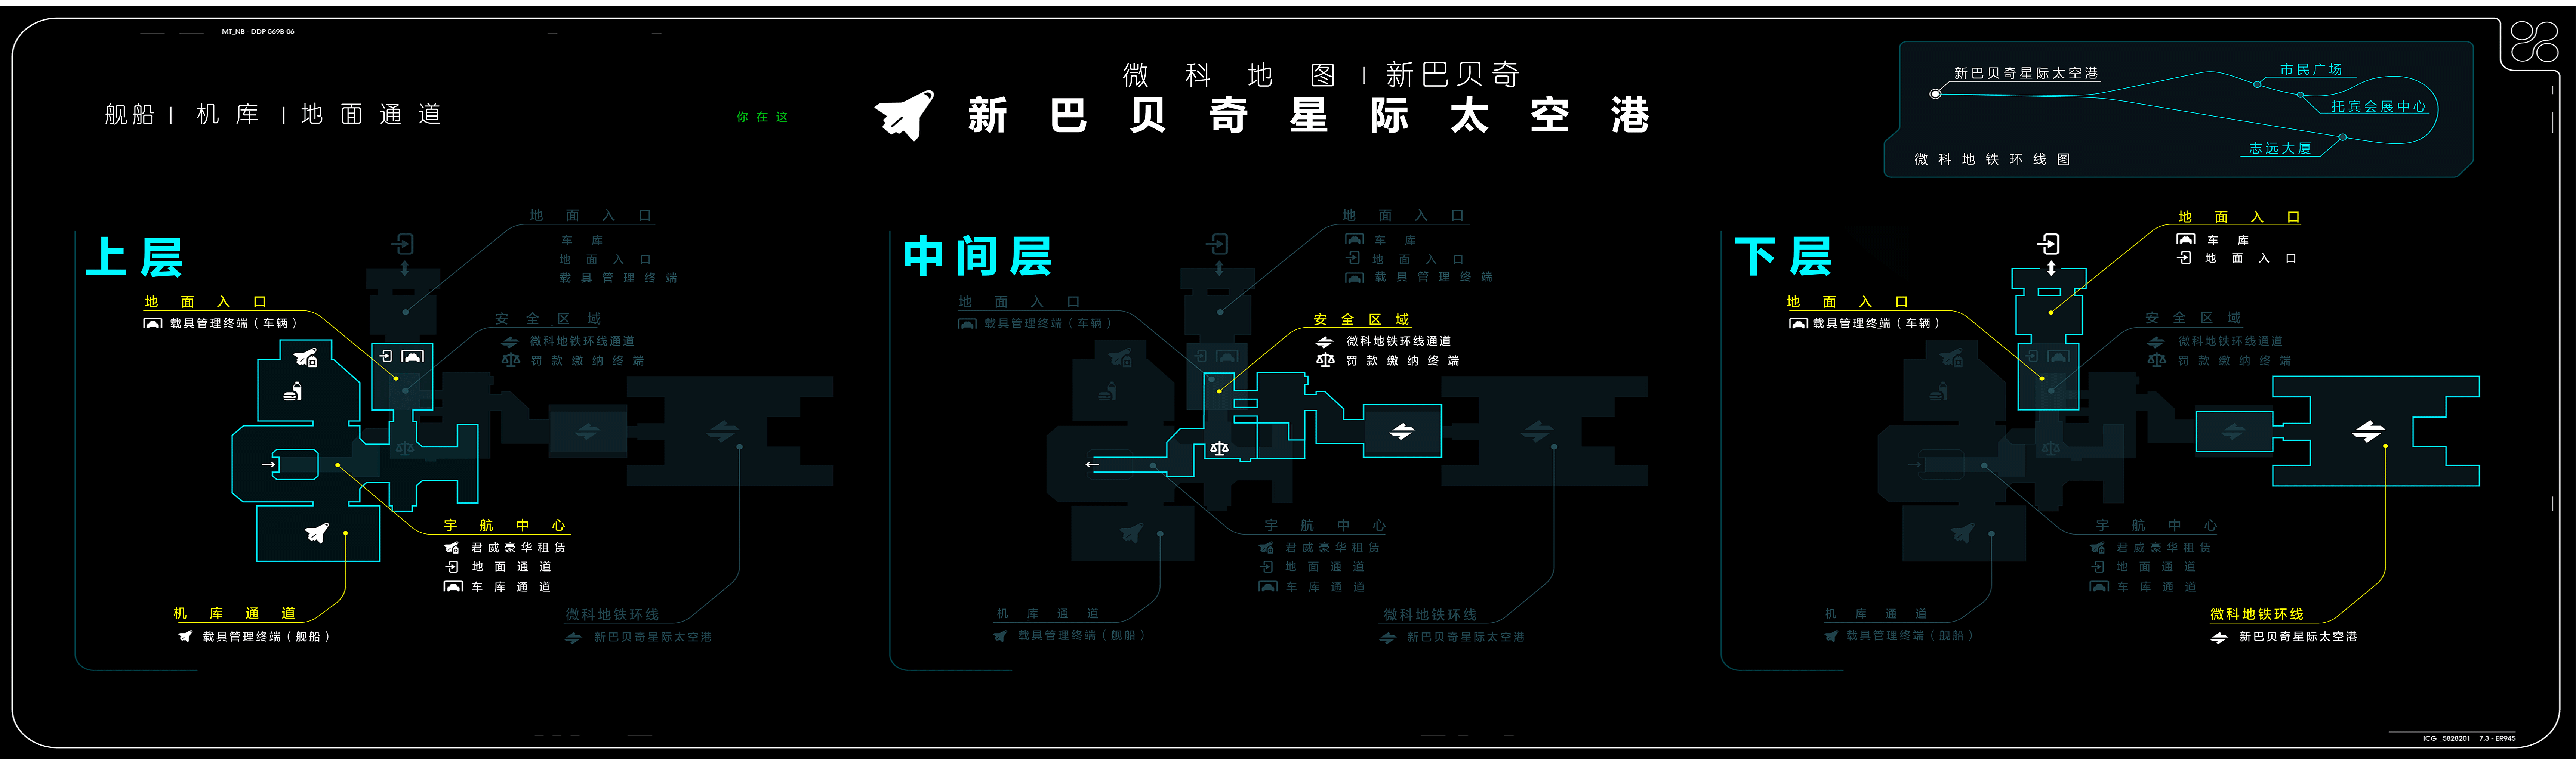 MT_NB - DDP 569B-06
舰船 | 机库 | 地面通道
你在这
微科地图 | 新巴贝奇
新巴贝奇星际太空港
新巴贝奇星际太空港
市民广场
托宾会展中心
志远大厦
微科地铁环线图
上层
地面入口
车库
地面入口
载具管理终端
地面入口
载具管理终端（车辆）
安全区域
微科地铁环线通道
罚款缴纳终端
宇航中心
君威豪华租赁
地面通道
车库通道
机库通道
载具管理终端（舰船）
微科地铁环线
新巴贝奇星际太空港
中间层
地面入口
车库
地面入口
载具管理终端
地面入口
载具管理终端（车辆）
安全区域
微科地铁环线通道
罚款缴纳终端
宇航中心
君威豪华租赁
地面通道
车库通道
机库通道
载具管理终端（舰船）
微科地铁环线
新巴贝奇星际太空港
下层
地面入口
车库
地面入口
地面入口
载具管理终端（车辆）
安全区域
微科地铁环线通道
罚款缴纳终端
宇航中心
君威豪华租赁
地面通道
车库通道
机库通道
载具管理终端（舰船）
微科地铁环线
新巴贝奇星际太空港
ICG _5828201 7.3 - ER945